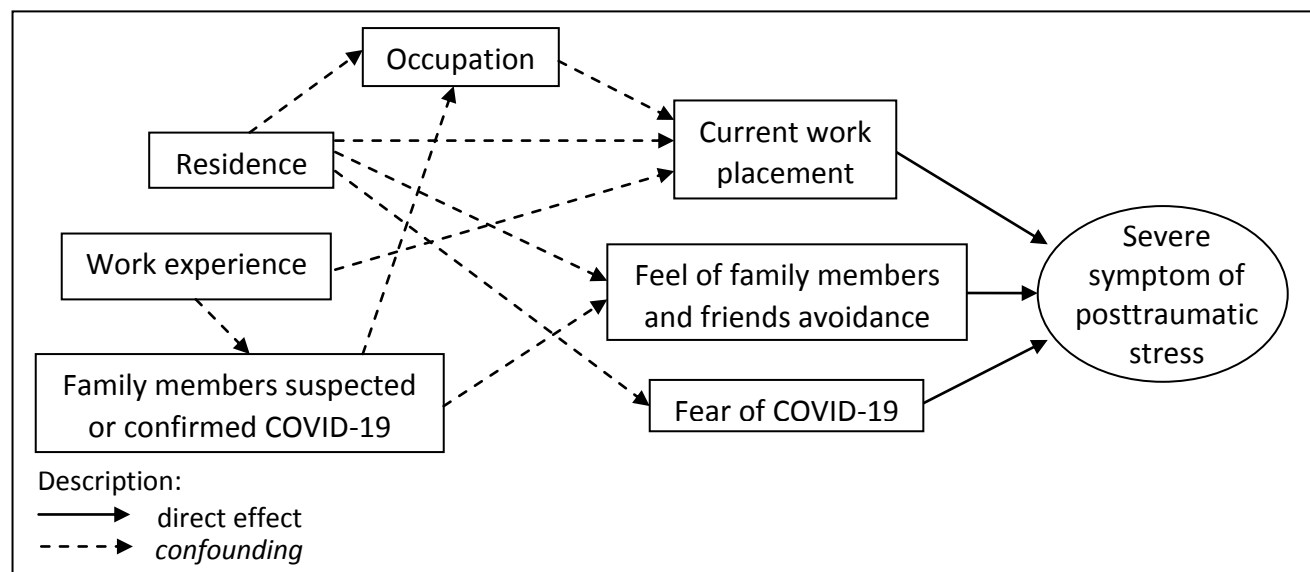 Occupation
Residence
Current work
placement
Work experience
Feel of family members
and friends avoidance
Severe
symptom of
posttraumatic
stress
Family members suspected
or confirmed COVID-19
Fear of COVID-19
Description:
direct effect
confounding